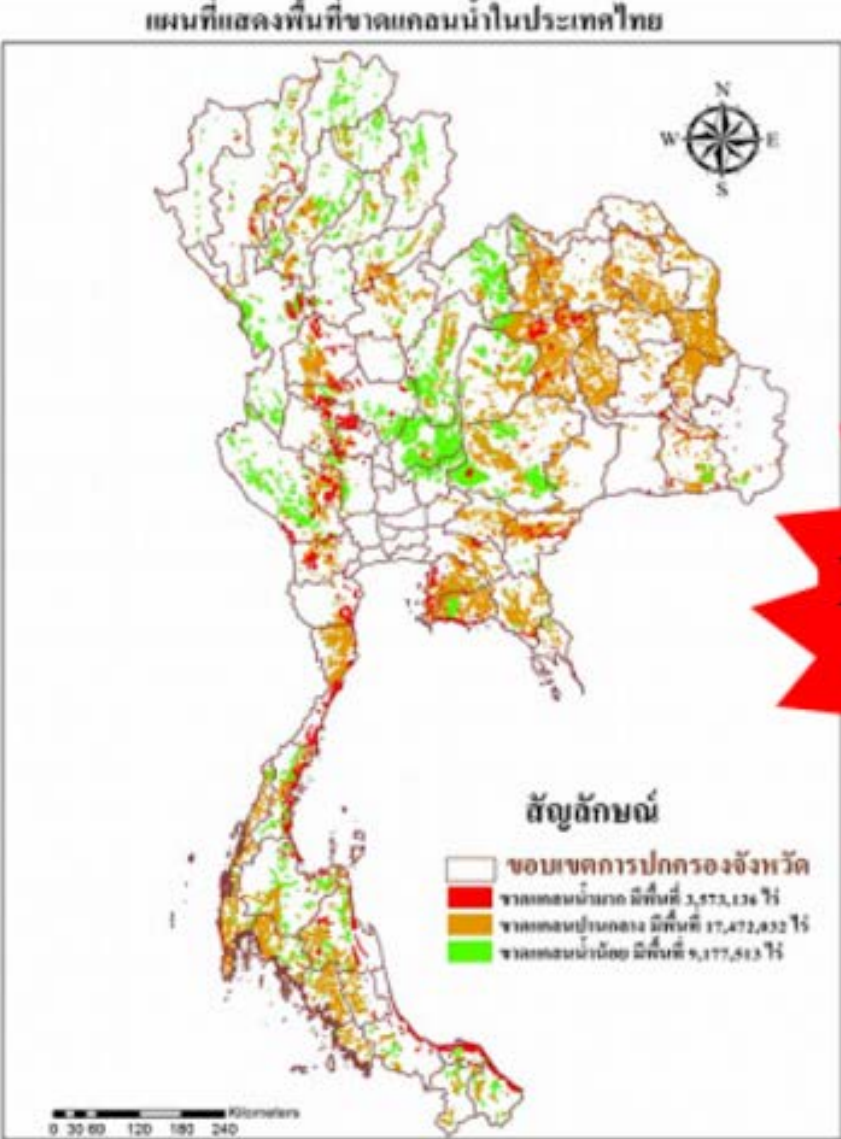 แผนที่แสดงพื้นที่ขาดแคลนน้ำในประเทศไทย
N
W E
S
สัญลักษณ์
ขอบเขตการปกครองจังหวัด
ขาดแคลนน้ำมาก มีพื้นที่ 3,573,136 ไร่
ขาดแคลนปานกลาง มีพื้นที่ 17,472,032 ไร่
ขาดแคลนน้ำน้อย มีพื้นที่ 9,177,513 ไร่
Kilometers
0 30 60 120 180 240